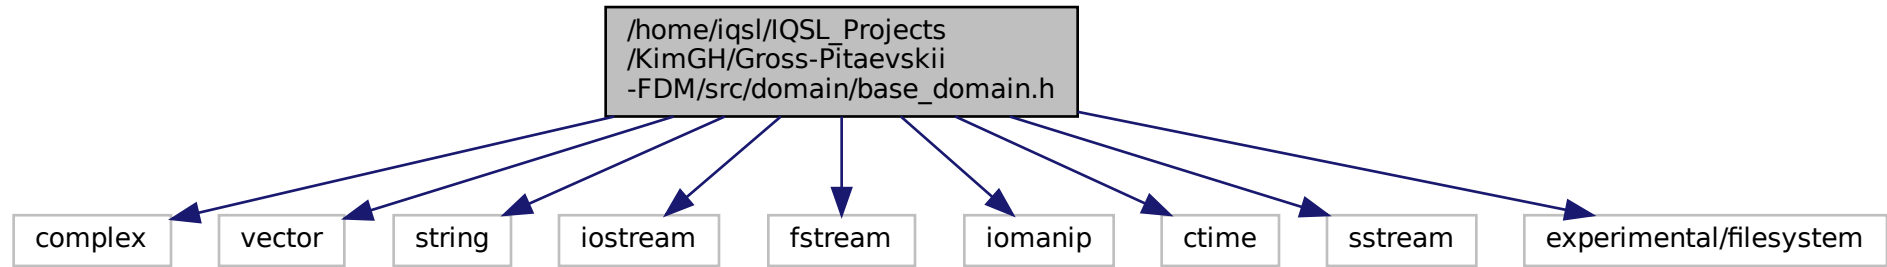 /home/iqsl/IQSL_Projects
/KimGH/Gross-Pitaevskii
-FDM/src/domain/base_domain.h
complex
vector
string
iostream
fstream
iomanip
ctime
sstream
experimental/filesystem